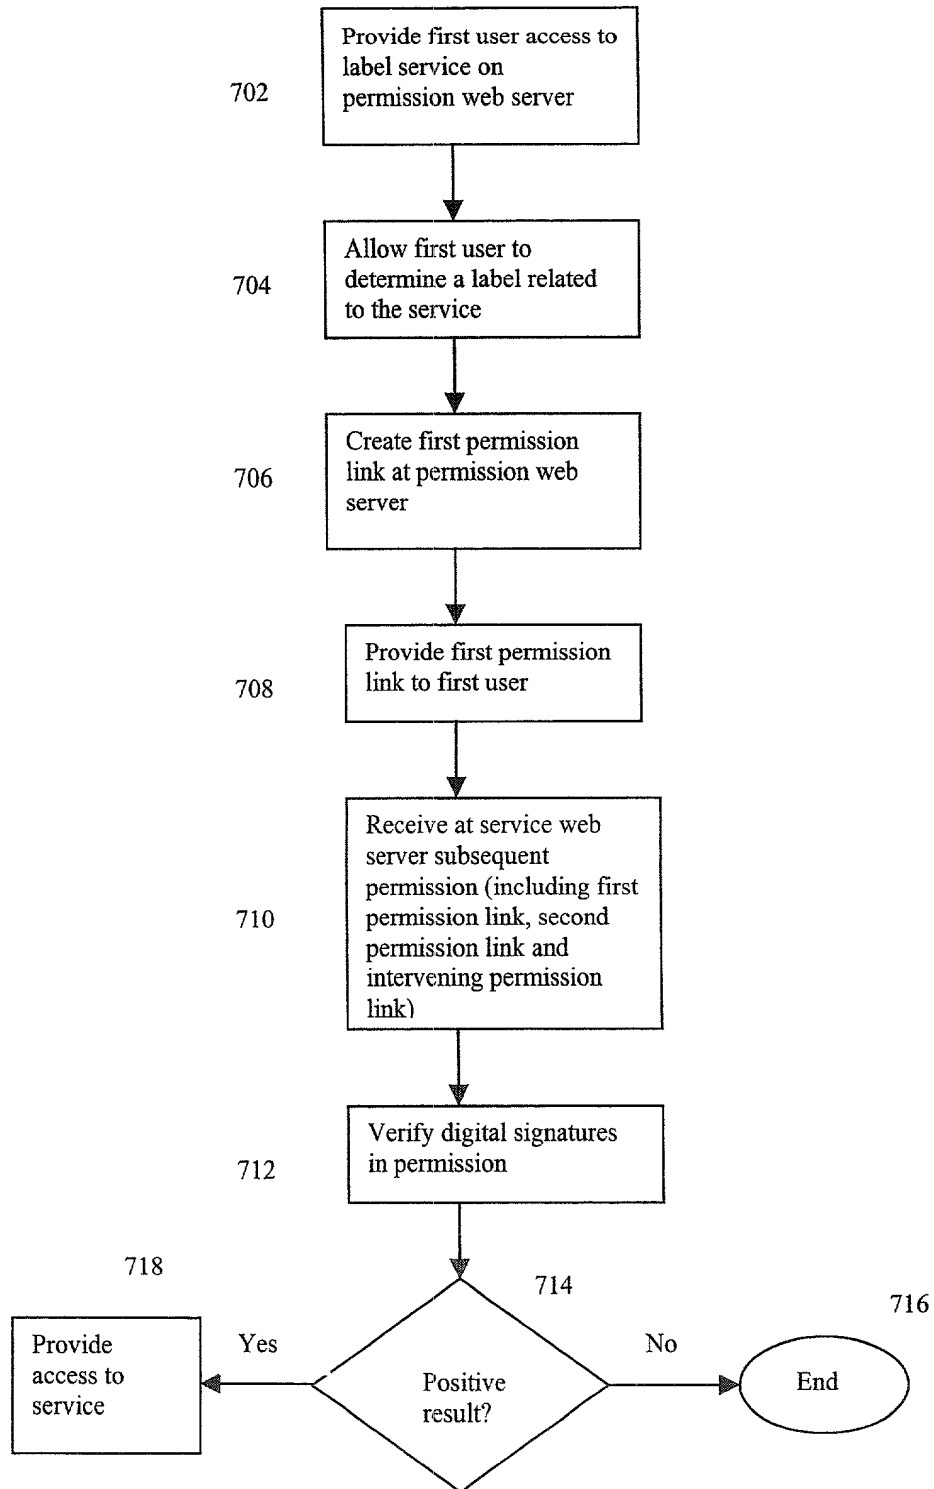 Provide first user access to
label service on
permission web server
702
Allow first user to
determine a label related
to the service
704
Create first permission
link at permission web
server
706
Provide first permission
link to first user
708
Receive at service web
server subsequent
permission (including first
permission link, second
permission link and
intervening permission
link)
710
Verify digital signatures
in permission
712
718
714
716
Provide
access to
service
Yes
Positive
result?
No
End